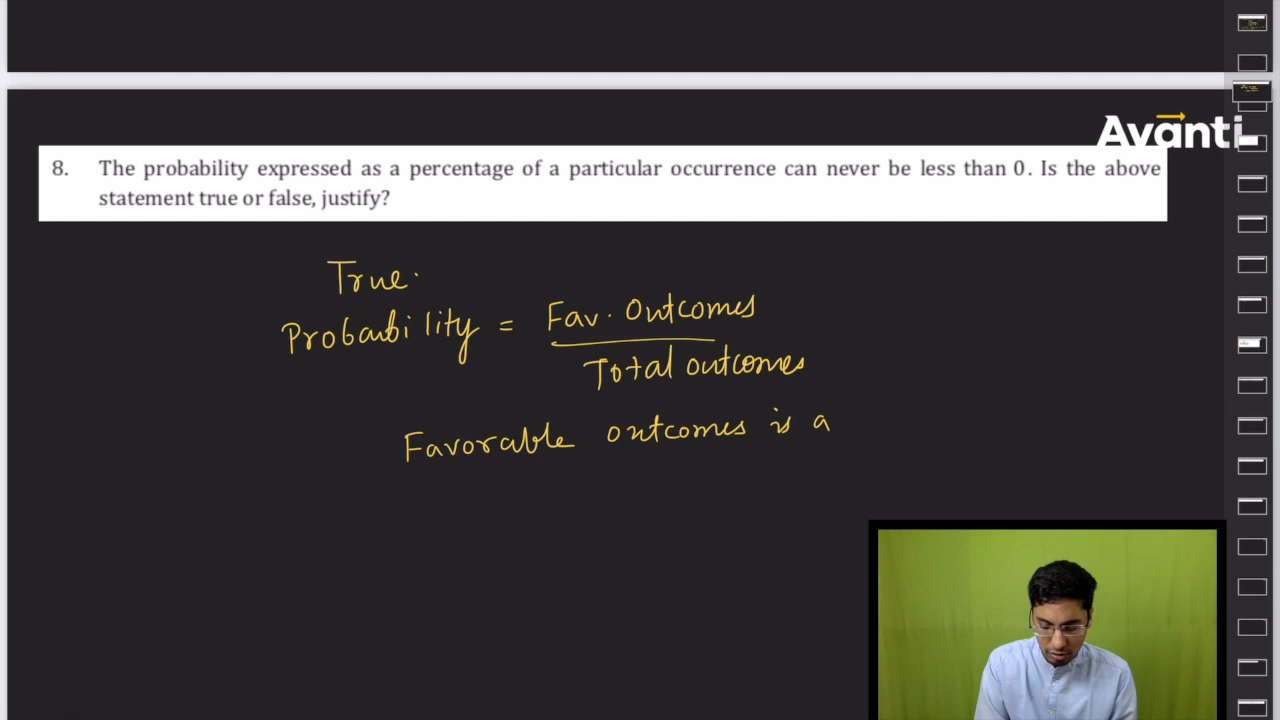 Avanti
8. The probability expressed as a percentage of a particular occurrence can never be less than 0. Is the above
statement true or false, justify?
True.
Probability = Fav. Outcomes
Total outcomes
Favorable outcomes is a